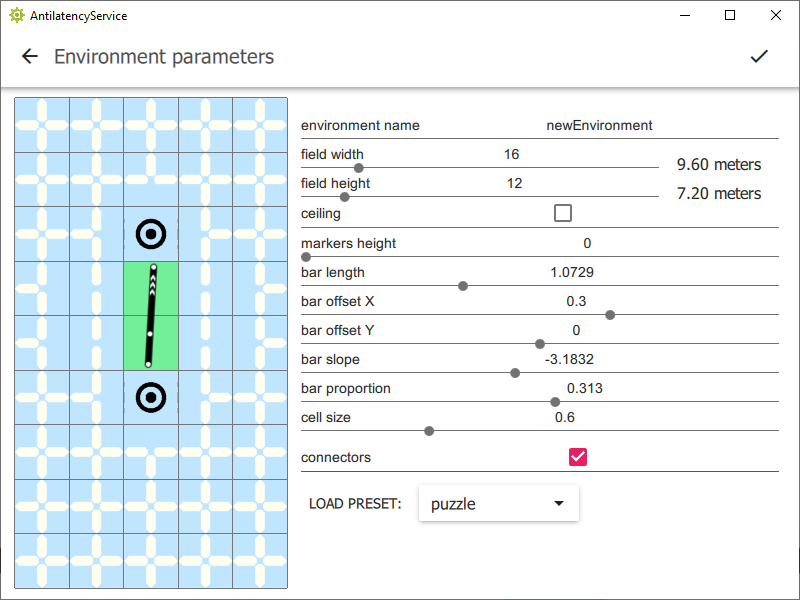 AntilatencyService
Environment parameters
environment name newEnvironment
field width 16
9.60 meters
field height 12
7.20 meters
ceiling
markers height 0
bar length 1.0729
bar offset X 0.3
bar offset Y 0
bar slope -3.1832
bar proportion 0.313
cell size 0.6
connectors
LOAD PRESET: puzzle